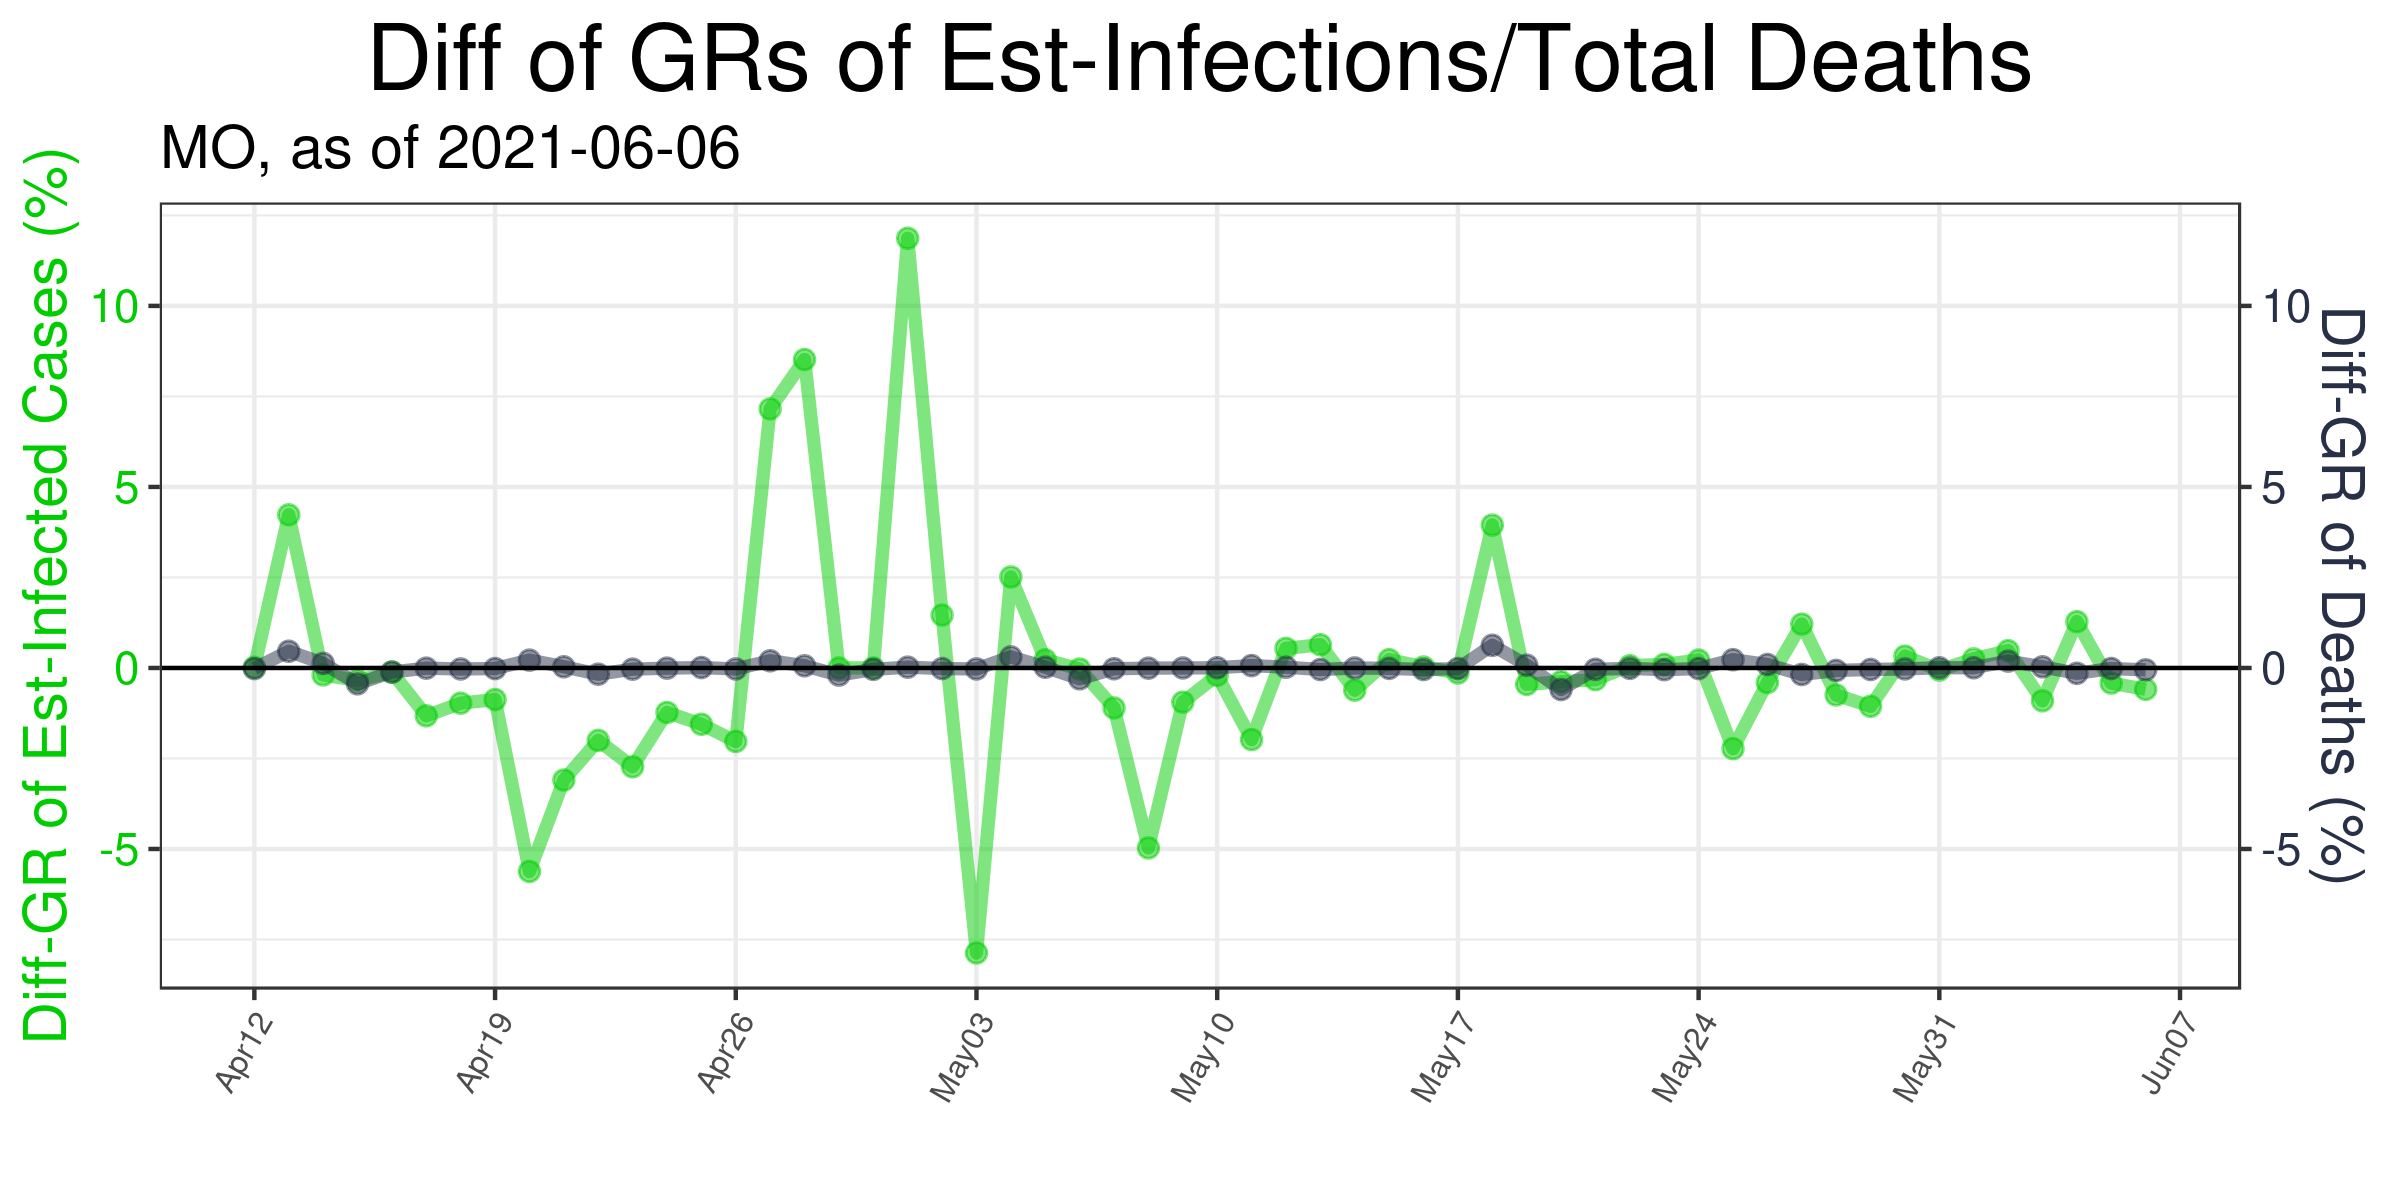 Diff of GRs of Est-Infections/Total Deaths
MO, as of 2021-06-06
Diff-GR of Est-Infected Cases (%)
10
5
0
-5
10
5
0
-5
Diff-GR of Deaths (%)
Apr12
Apr19
Apr26
May03
May10
May17
May24
May31
Jun07